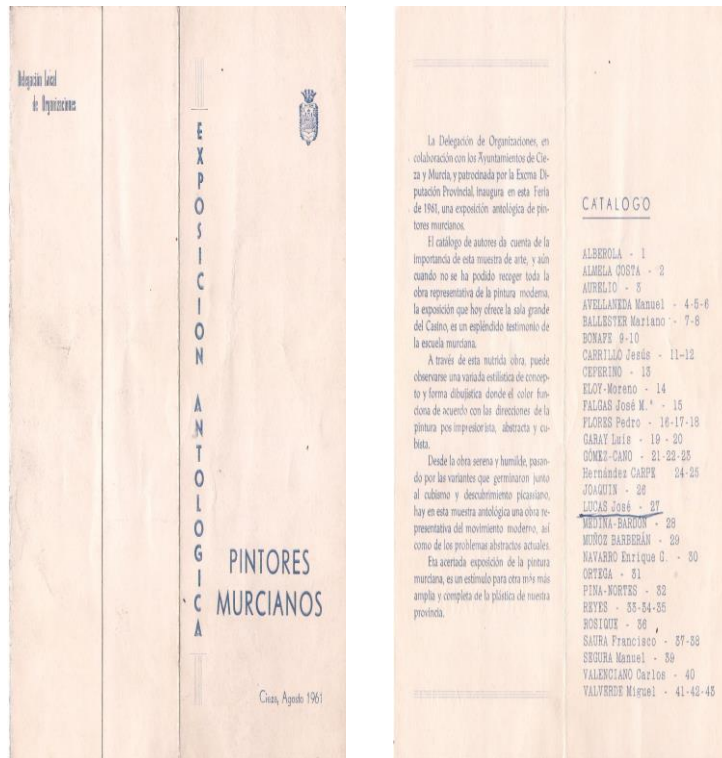 Delegación Local
de Organizaciones
EXPOSICION ANTOLOGICA
PINTORES
MURCIANOS
Cieza, Agosto 1961
La Delegación de Organizaciones, en
colaboración con los Ayuntamientos de Cie-
za y Murcia, y patrocinada por la Excma Di-
putación Provincial, inaugura en esta Feria
de 1961, una exposición antológica de pin-
tores murcianos.
El catálogo de autores da cuenta de la
importancia de esta muestra de arte, y aún
cuando no se ha podido recoger toda la
obra representativa de la pintura moderna,
la exposición que hoy ofrece la sala grande
del Casino, es un espléndido testimonio de
la escuela murciana.
A través de esta nutrida obra, puede
observarse una variada estilística de concep-
to y forma dibujística donde el color fun-
ciona de acuerdo con las direcciones de la
pintura pos impresionista, abstracta y cu-
bista.
Desde la obra serena y humilde, pasan-
do por las variantes que germinaron junto
al cubismo y descubrimiento picassiano,
hay en esta muestra antológica una obra re-
presentativa del movimiento moderno, así
como de los problemas abstractos actuales.
Eta acertada exposición de la pintura
murciana, es un estímulo para otra más más
amplia y completa de la plástica de nuestra
provincia.
CATALOGO
ALBEROLA - 1
ALMELA COSTA - 2
AURELIO - 3
AVELLANEDA Manuel - 4-5-6
BALLESTER Mariano - 7-8
BONAFE 9-10
CARRILLO Jesús - 11-12
CEFERINO - 13
ELOY-Moreno - 14
FALGAS José M.ª - 15
FLORES Pedro - 16-17-18
GARAY Luis - 19 - 20
GÓMEZ-CANO - 21-22-23
Hernández CARPE 24-25
JOAQUIN - 26
LUCAS José - 27
MEDINA-BARDON - 28
MUÑOZ BARBERÁN - 29
NAVARRO Enrique G. - 30
ORTEGA - 31
PINA-NORTES - 32
REYES - 33-34-35
ROSIQUE - 36
SAURA Francisco - 37-38
SEGURA Manuel - 39
VALENCIANO Carlos - 40
VALVERDE Miguel - 41-42-43